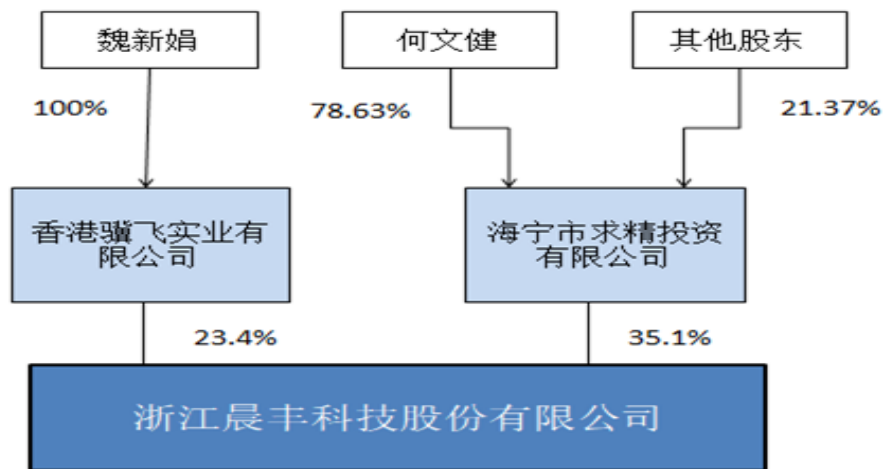 魏新娟
何文健
其他股东
100%
78.63%
21.37%
香港骥飞实业有
限公司
海宁市求精投资
有限公司
23.4%
35.1%
浙江晨丰科技股份有限公司